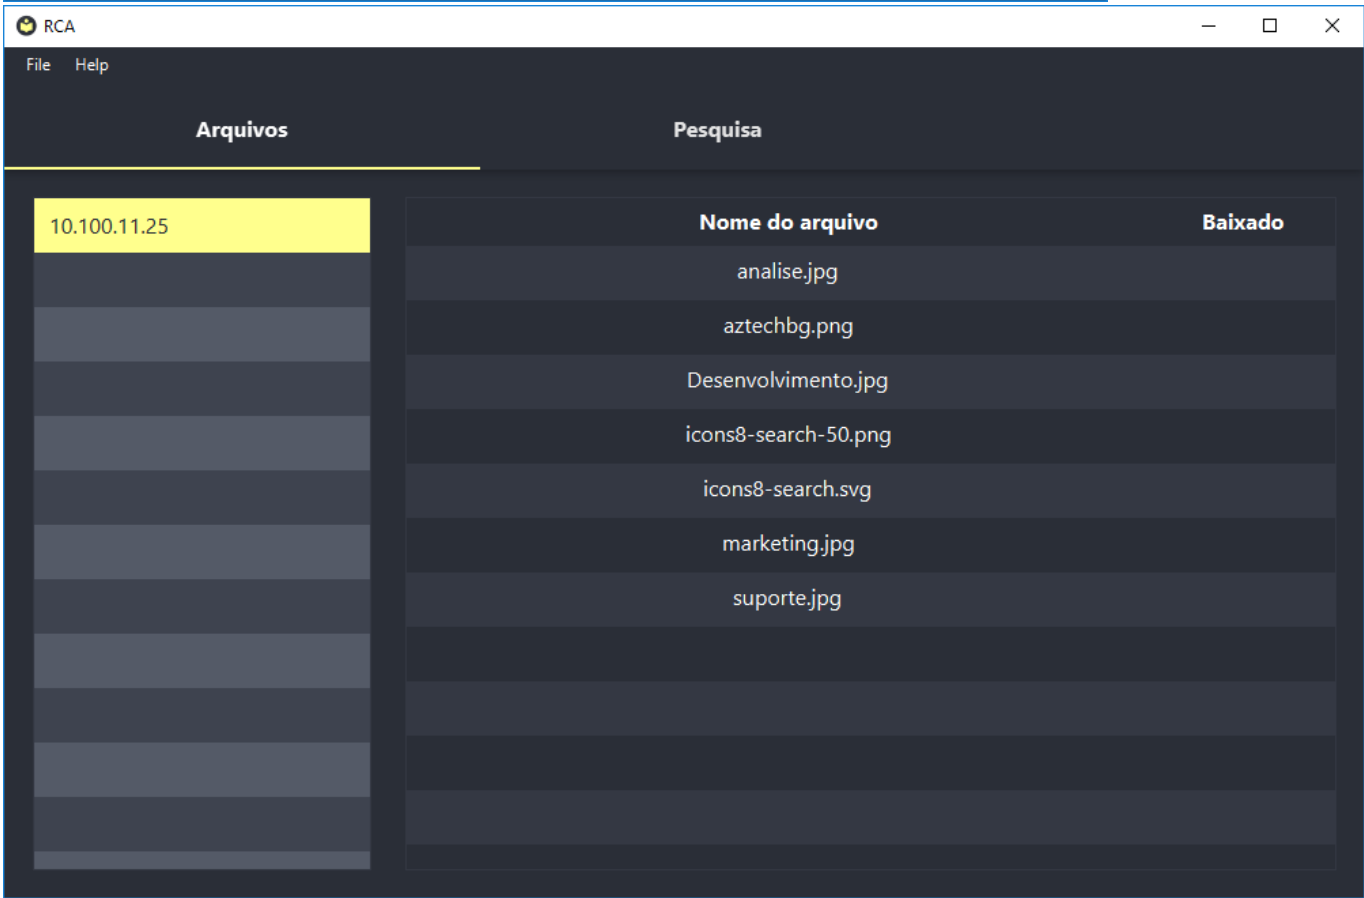 RCA
File Help
Arquivos Pesquisa
10.100.11.25
Nome do arquivo Baixado
analise.jpg
aztechbg.png
Desenvolvimento.jpg
icons8-search-50.png
icons8-search.svg
marketing.jpg
suporte.jpg